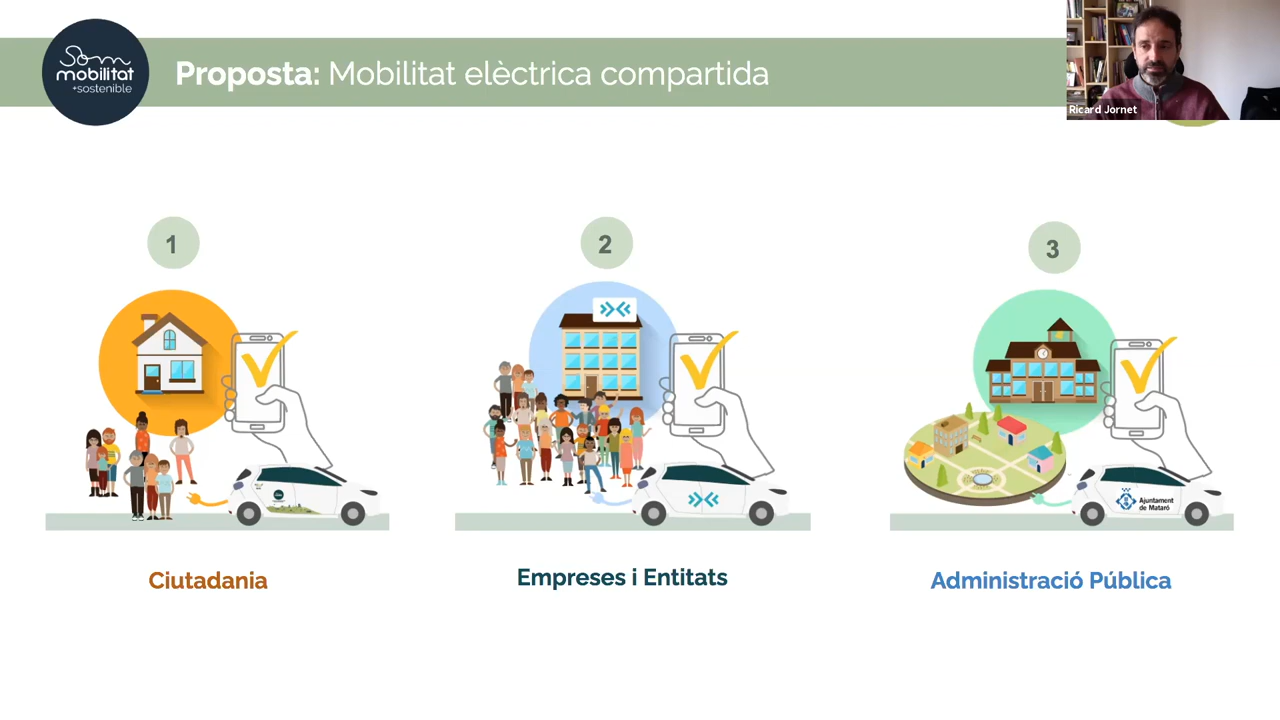 Som
mobilitat
+sostenible
Proposta: Mobilitat elèctrica compartida
Ricard Jornet
1
2
3
Ajuntament
de Mataró
Ciutadania
Empreses i Entitats
Administració Pública